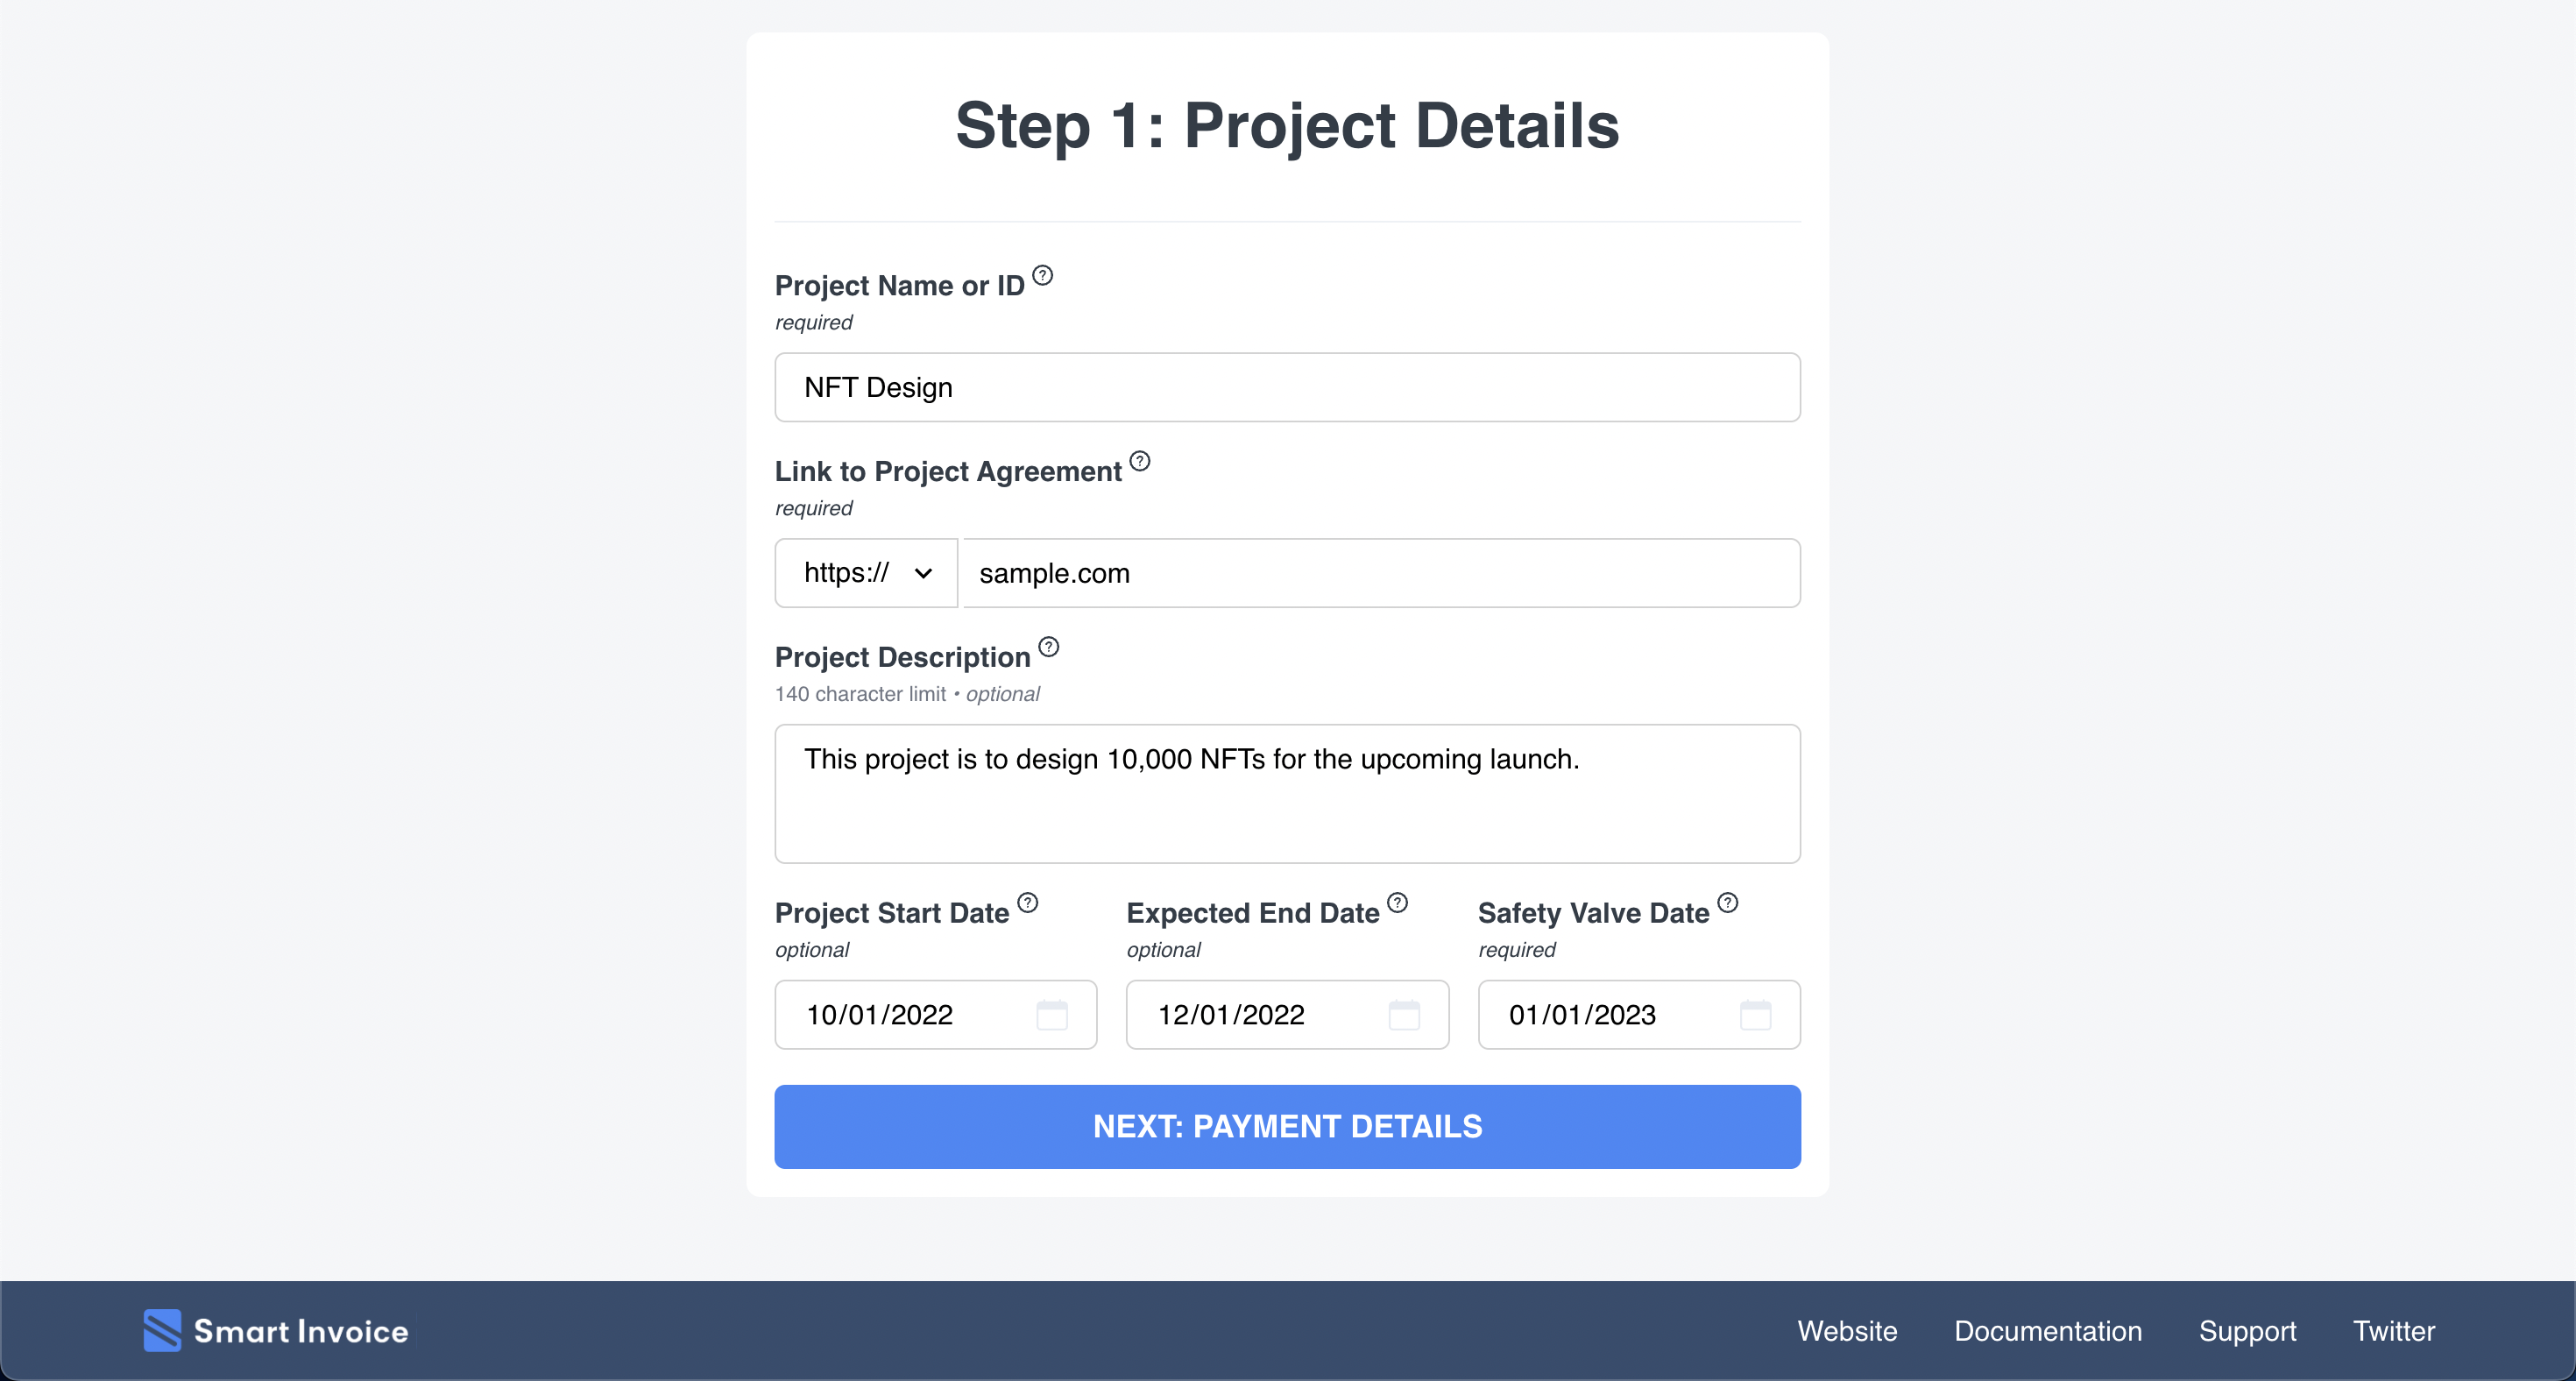 Step 1: Project Details
Project Name or ID ?
required
NFT Design
Link to Project Agreement ?
required
https:// sample.com
Project Description ?
140 character limit • optional
This project is to design 10,000 NFTs for the upcoming launch.
Project Start Date ? Expected End Date ? Safety Valve Date ?
optional optional required
10/01/2022 12/01/2022 01/01/2023
NEXT: PAYMENT DETAILS
Smart Invoice Website Documentation Support Twitter